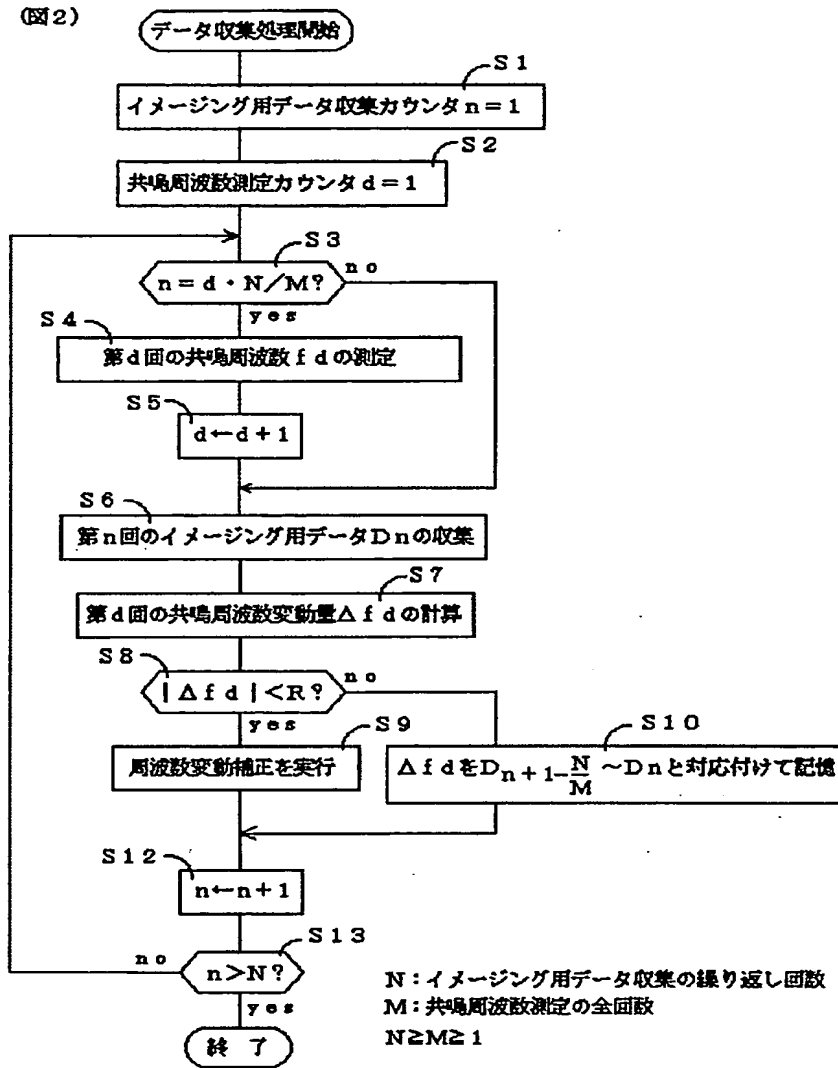 (図2)
データ収集処理開始
S1
イメージング用データ収集カウンタn=1
S2
共鳴周波数測定カウンタd=1
S3
n=d・N/M?
no
yes
S4
第d回の共鳴周波数fdの測定
S5
d←d+1
S6
第n回のイメージング用データDnの収集
S7
第d回の共鳴周波数変動量Δfdの計算
S8
|Δfd|<R?
no
yes
S9
周波数変動補正を実行
S10
ΔfdをDn+1-N/M~Dnと対応付けて記憶
S12
n←n+1
S13
n>N?
no
yes
終了
N:イメージング用データ収集の繰り返し回数
M:共鳴周波数測定の全回数
N≥M≥1